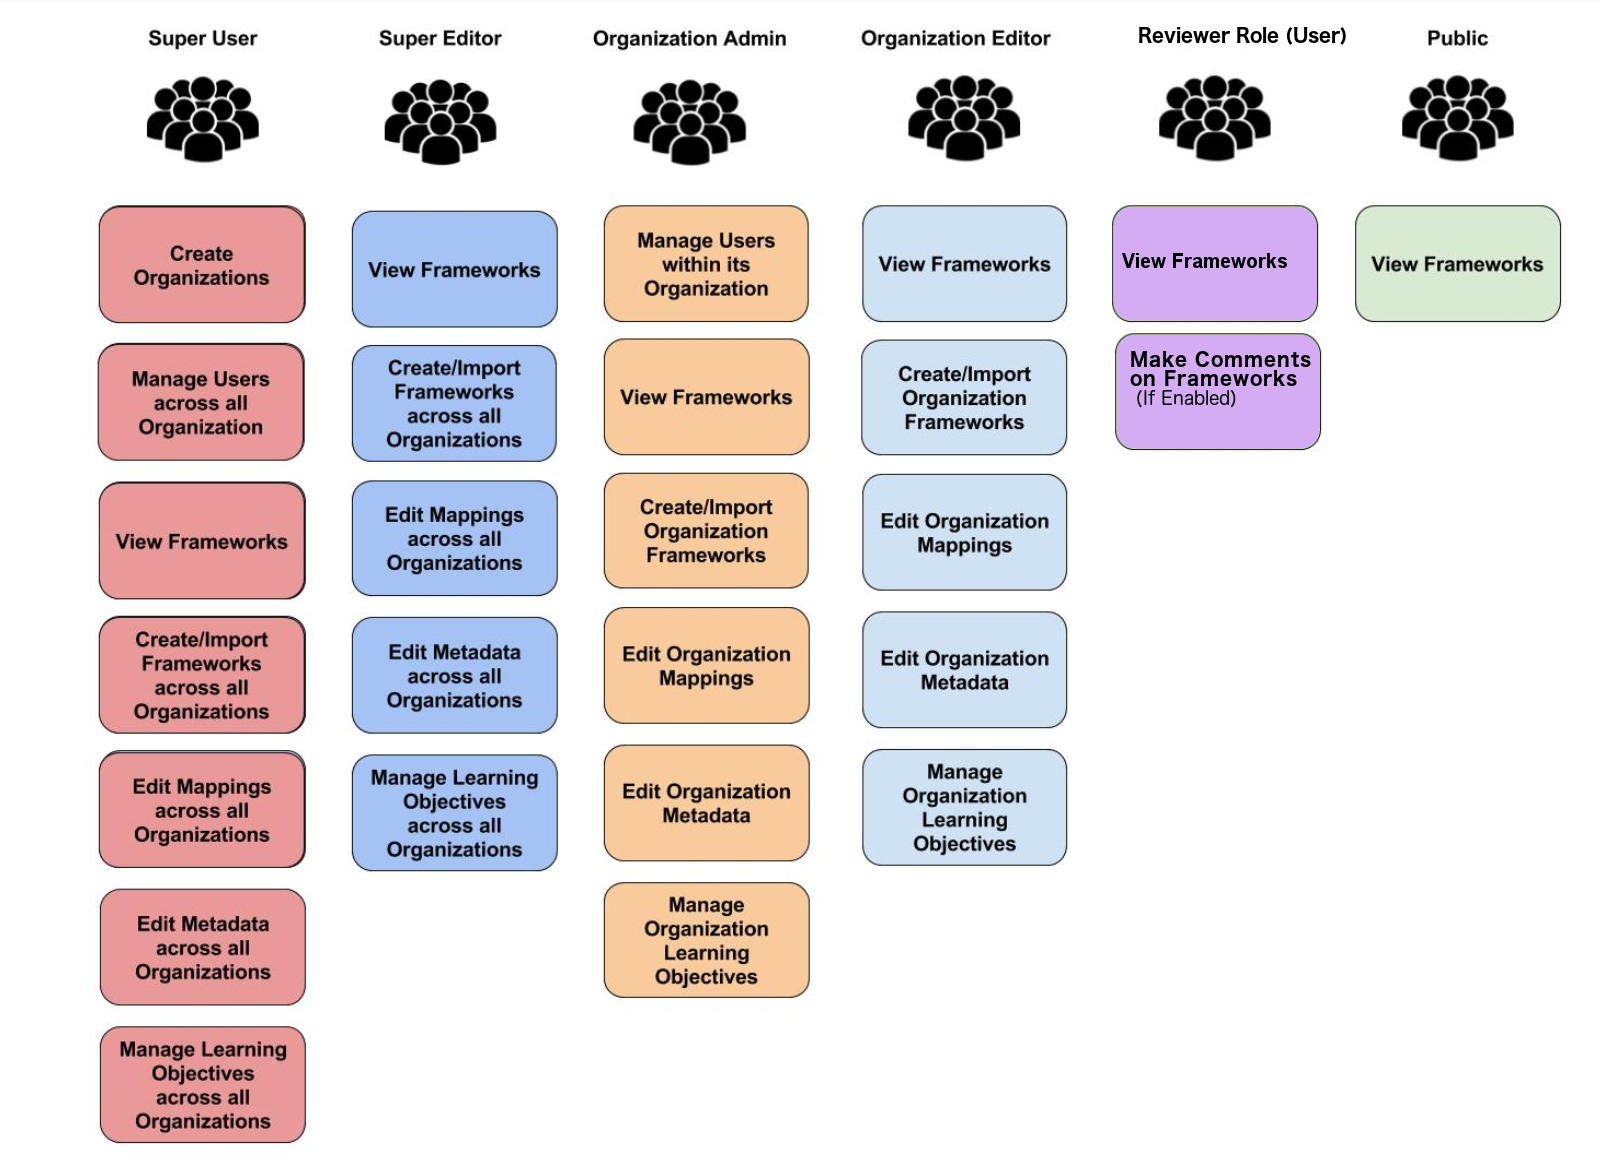 Super User
Super Editor
Organization Admin
Organization Editor
Reviewer Role (User)
Public
Create
Organizations
Manage Users
across all
Organization
View Frameworks
Create/Import
Frameworks
across all
Organizations
Edit Mappings
across all
Organizations
Edit Metadata
across all
Organizations
Manage Learning
Objectives
across all
Organizations
View Frameworks
Create/Import
Frameworks
across all
Organizations
Edit Mappings
across all
Organizations
Edit Metadata
across all
Organizations
Manage Learning
Objectives
across all
Organizations
Manage Users
within its
Organization
View Frameworks
Create/Import
Organization
Frameworks
Edit Organization
Mappings
Edit Organization
Metadata
Manage
Organization
Learning
Objectives
View Frameworks
Create/Import
Organization
Frameworks
Edit Organization
Mappings
Edit Organization
Metadata
Manage
Organization
Learning
Objectives
View Frameworks
Make Comments
on Frameworks
(If Enabled)
View Frameworks